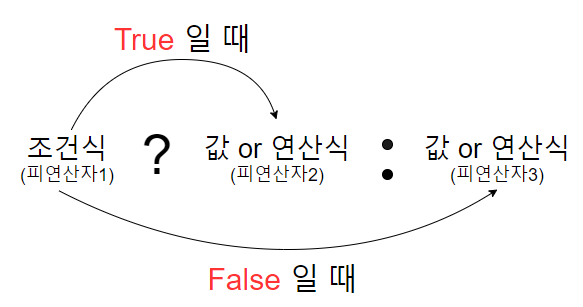 True 일 때
조건식 ? 값 or 연산식 : 값 or 연산식
(피연산자1) (피연산자2) (피연산자3)
False 일 때